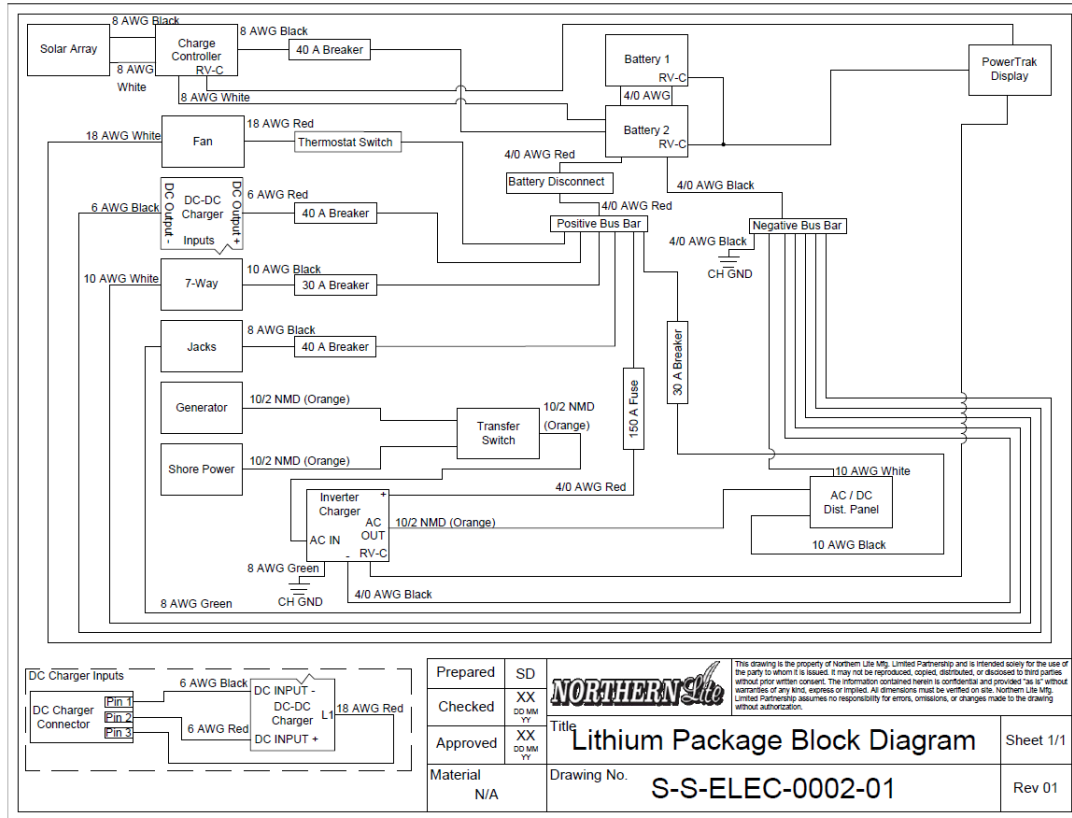 8 AWG Black
Solar Array
Charge
Controller
RV-C
8 AWG Black
40 A Breaker
8 AWG
White
8 AWG White
Battery 1
RV-C
4/0 AWG
Battery 2
RV-C
PowerTrak
Display
18 AWG White
Fan
18 AWG Red
Thermostat Switch
4/0 AWG Red
Battery Disconnect
4/0 AWG Black
4/0 AWG Red
Positive Bus Bar
Negative Bus Bar
4/0 AWG Black
CH GND
6 AWG Black
DC Output -
DC-DC
Charger
Inputs
DC Output +
6 AWG Red
40 A Breaker
10 AWG White
7-Way
10 AWG Black
30 A Breaker
Jacks
8 AWG Black
40 A Breaker
150 A Fuse
30 A Breaker
Generator
10/2 NMD (Orange)
Transfer
Switch
10/2 NMD
(Orange)
Shore Power
10/2 NMD (Orange)
4/0 AWG Red
Inverter
Charger
+
AC IN
AC
OUT
-
RV-C
10/2 NMD (Orange)
10 AWG White
AC / DC
Dist. Panel
10 AWG Black
8 AWG Green
CH GND
4/0 AWG Black
8 AWG Green
DC Charger Inputs
DC Charger
Connector
Pin 1
Pin 2
Pin 3
6 AWG Black
6 AWG Red
DC INPUT -
DC-DC
Charger
L1
DC INPUT +
18 AWG Red
Prepared
SD
Checked
XX
DD MM
YY
Approved
XX
DD MM
YY
Material
N/A
NORTHERN Lite
This drawing is the property of Northern Lite Mfg. Limited Partnership and is intended solely for the use of
the party to whom it is issued. It may not be reproduced, copied, distributed, or disclosed to third parties
without prior written consent. The information contained herein is confidential and provided "as is" without
warranties of any kind, express or implied. All dimensions must be verified on site. Northern Lite Mfg.
Limited Partnership assumes no responsibility for errors, omissions, or changes made to the drawing
without authorization.
Title
Lithium Package Block Diagram
Sheet 1/1
Drawing No.
S-S-ELEC-0002-01
Rev 01